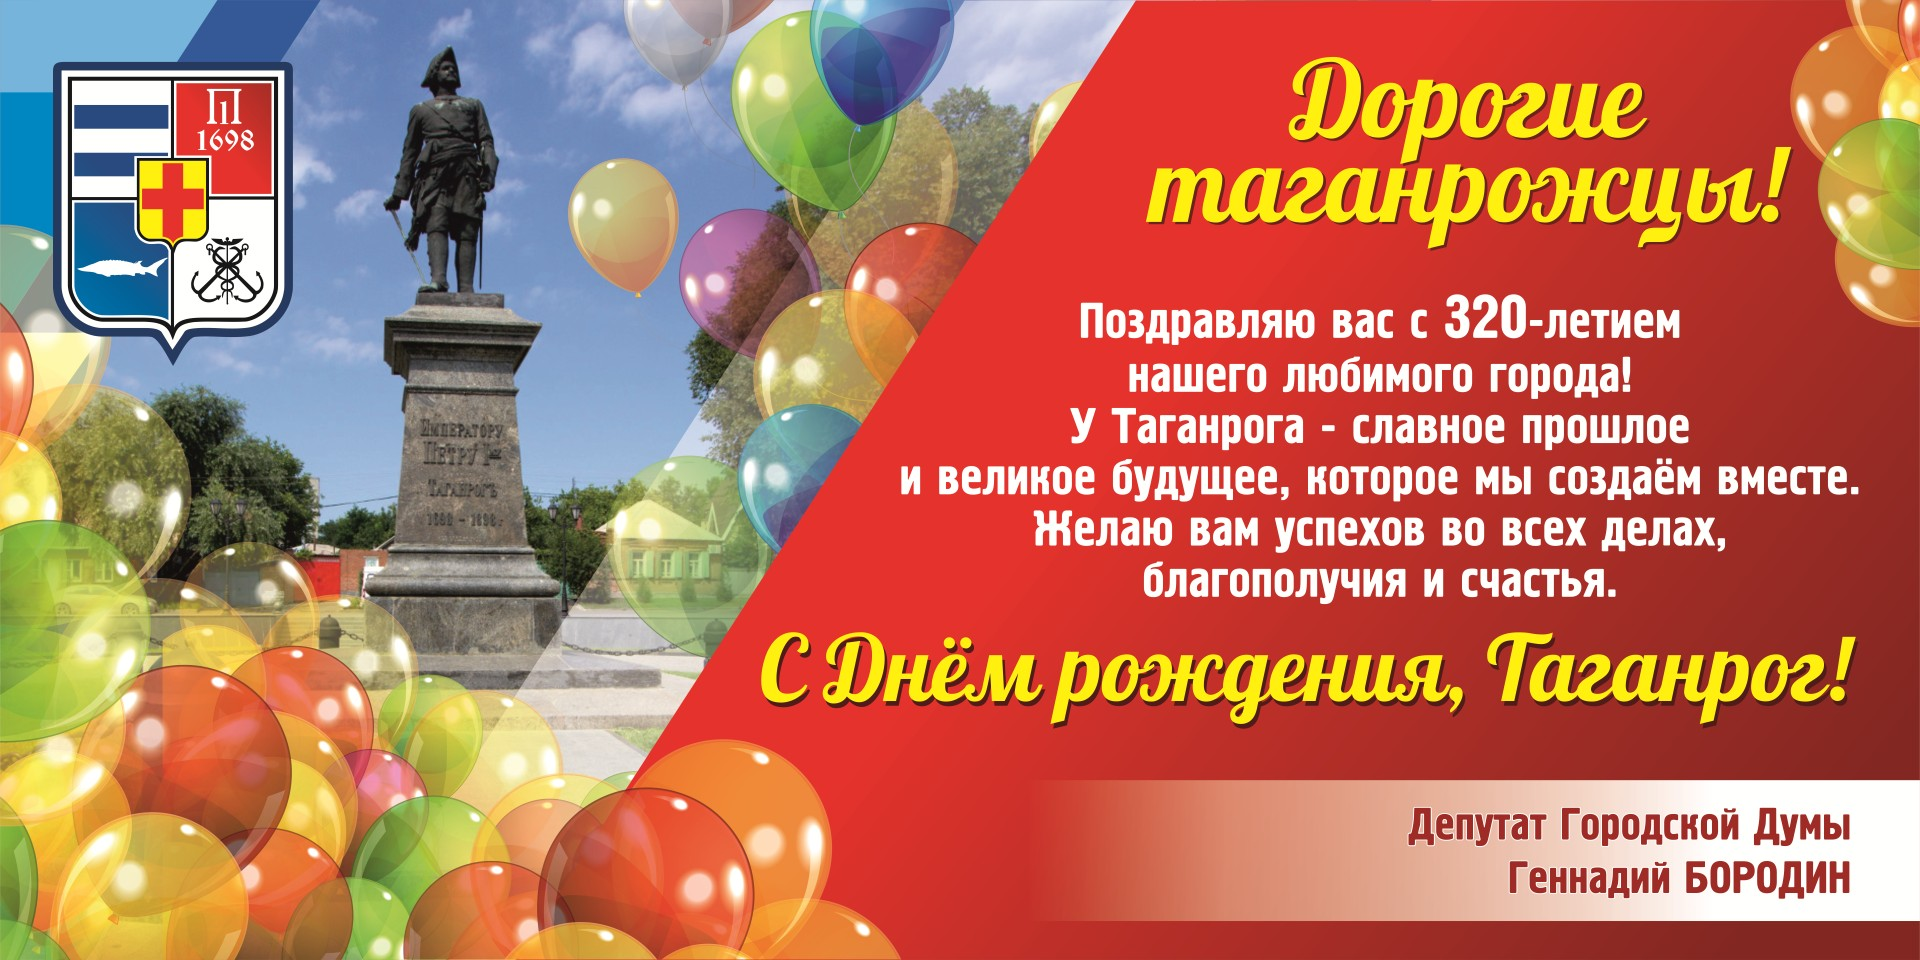 П
1698
Императору
Петру I
Таганрогъ
1698
Дорогие
таганрожцы!
Поздравляю вас с 320-летием
нашего любимого города!
У Таганрога - славное прошлое
и великое будущее, которое мы создаём вместе.
Желаю вам успехов во всех делах,
благополучия и счастья.
С Днём рождения, Таганрог!
Депутат Городской Думы
Геннадий БОРОДИН